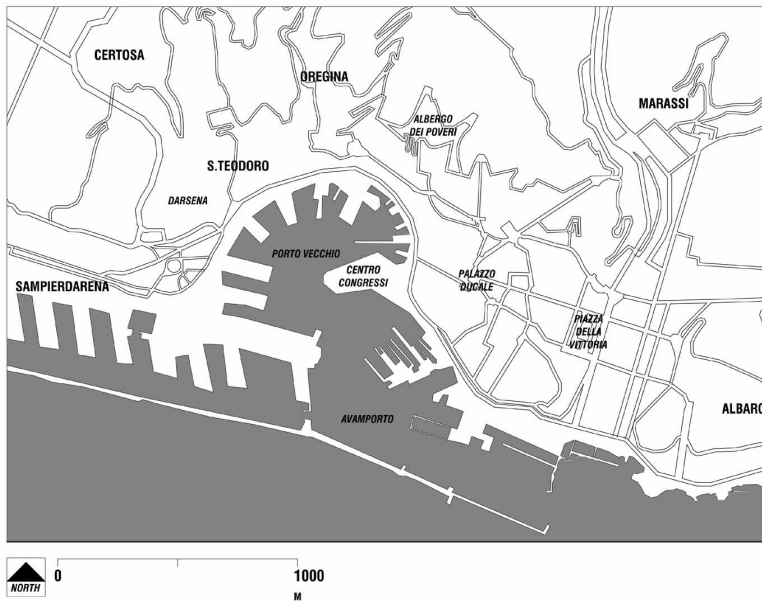 CERTOSA
OREGINA
MARASSI
ALBERGO
DEI POVERI
S.TEODORO
DARSENA
PORTO VECCHIO
CENTRO
CONGRESSI
PALAZZO
DUCALE
SAMPIERDARENA
PIAZZA
DELLA
VITTORIA
ALBARO
AVAMPORTO
NORTH
0
1000
M